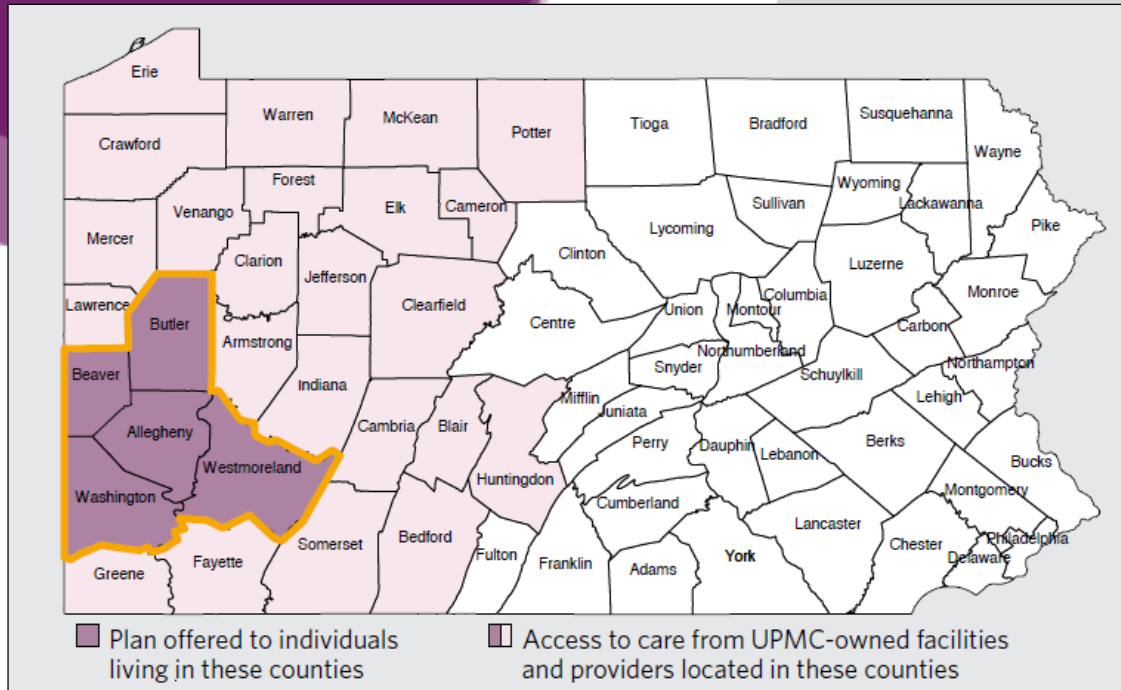 Erie
Warren
McKean
Potter
Tioga
Bradford
Susquehanna
Wayne
Crawford
Forest
Venango
Elk
Cameron
Sullivan
Wyoming
Lackawanna
Pike
Mercer
Clarion
Jefferson
Clinton
Lycoming
Luzerne
Monroe
Lawrence
Butler
Clearfield
Centre
Union
Montour
Columbia
Carbon
Beaver
Armstrong
Indiana
Snyder
Northumberland
Schuylkill
Northampton
Lehigh
Allegheny
Cambria
Blair
Mifflin
Juniata
Perry
Dauphin
Lebanon
Berks
Bucks
Washington
Westmoreland
Huntingdon
Cumberland
Montgomery
Lancaster
Greene
Fayette
Somerset
Bedford
Fulton
Franklin
Adams
York
Chester
Delaware
Philadelphia
Plan offered to individuals
living in these counties
Access to care from UPMC-owned facilities
and providers located in these counties